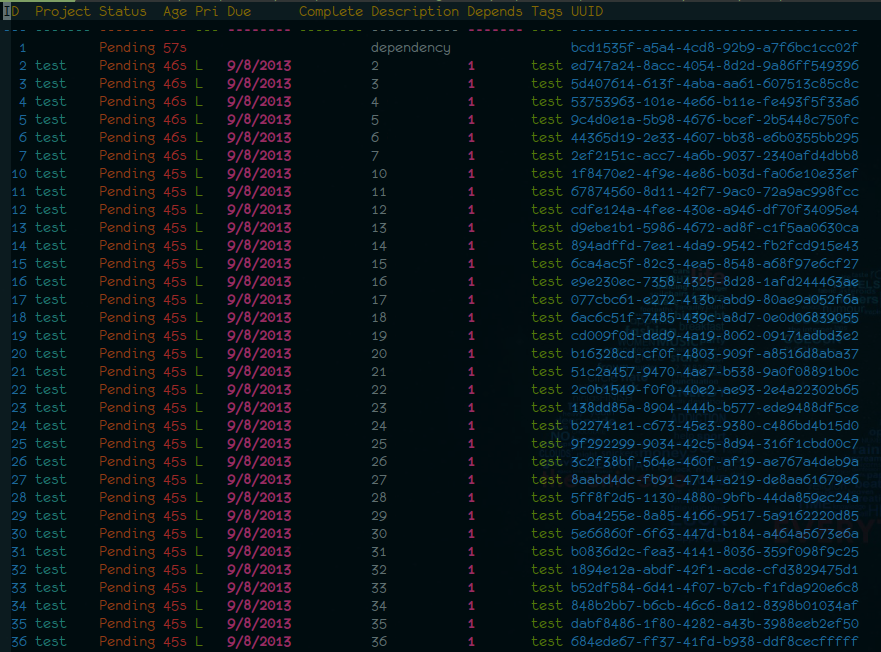 ID Project Status Age Pri Due Complete Description Depends Tags UUID
--- ------- ------- --- --- -------- -------- ----------- ------- ---- ------------------------------------
1 Pending 57s dependency bcd1535f-a5a4-4cd8-92b9-a7f6bc1cc02f
2 test Pending 46s L 9/8/2013 2 1 test ed747a24-8acc-4054-8d2d-9a86ff549396
3 test Pending 46s L 9/8/2013 3 1 test 5d407614-613f-4aba-aa61-607513c85c8c
4 test Pending 46s L 9/8/2013 4 1 test 53753963-101e-4e66-b11e-fe493f5f33a6
5 test Pending 46s L 9/8/2013 5 1 test 9c4d0e1a-5b98-4676-bcef-2b5448c750fc
6 test Pending 46s L 9/8/2013 6 1 test 44365d19-2e33-4607-bb38-e6b0355bb295
7 test Pending 46s L 9/8/2013 7 1 test 2ef2151c-acc7-4a6b-9037-2340afd4dbb8
10 test Pending 45s L 9/8/2013 10 1 test 1f8470e2-4f9e-4e86-b03d-fa06e10e33ef
11 test Pending 45s L 9/8/2013 11 1 test 67874560-8d11-42f7-9ac0-72a9ac998fcc
12 test Pending 45s L 9/8/2013 12 1 test cdfe124a-4fee-430e-a946-df70f34095e4
13 test Pending 45s L 9/8/2013 13 1 test d9ebe1b1-5986-4672-ad8f-c1f5aa0630ca
14 test Pending 45s L 9/8/2013 14 1 test 894adffd-7ee1-4da9-9542-fb2fcd915e43
15 test Pending 45s L 9/8/2013 15 1 test 6ca4ac5f-82c3-4ea5-8548-a68f97e6cf27
16 test Pending 45s L 9/8/2013 16 1 test e9e230ec-7358-4325-8d28-1afd244463ae
17 test Pending 45s L 9/8/2013 17 1 test 077cbc61-e272-413b-abd9-80ae9a052f6a
18 test Pending 45s L 9/8/2013 18 1 test 6ac6c51f-7485-439c-a8d7-0e0d06839055
19 test Pending 45s L 9/8/2013 19 1 test cd009f0d-ded9-4a19-8062-09171adbd3e2
20 test Pending 45s L 9/8/2013 20 1 test b16328cd-cf0f-4803-909f-a8516d8aba37
21 test Pending 45s L 9/8/2013 21 1 test 51c2a457-9470-4ae7-b538-9a0f08891b0c
22 test Pending 45s L 9/8/2013 22 1 test 2c0b1549-f0f0-40e2-ae93-2e4a22302b65
23 test Pending 45s L 9/8/2013 23 1 test 138dd85a-8904-444b-b577-ede9488df5ce
24 test Pending 45s L 9/8/2013 24 1 test b22741e1-c673-45e3-9380-c486bd4b15d0
25 test Pending 45s L 9/8/2013 25 1 test 9f292299-9034-42c5-8d94-316f1cbd00c7
26 test Pending 45s L 9/8/2013 26 1 test 3c2f38bf-564e-460f-af19-ae767a4deb9a
27 test Pending 45s L 9/8/2013 27 1 test 8aabd4dc-fb91-4714-a219-de8aa61679e6
28 test Pending 45s L 9/8/2013 28 1 test 5ff8f2d5-1130-4880-9bfb-44da859ec24a
29 test Pending 45s L 9/8/2013 29 1 test 6ba4255e-8a85-4166-9517-5a9162220d85
30 test Pending 45s L 9/8/2013 30 1 test 5e66860f-6f63-447d-b184-a464a5673e6a
31 test Pending 45s L 9/8/2013 31 1 test b0836d2c-fea3-4141-8036-359f098f9c25
32 test Pending 45s L 9/8/2013 32 1 test 1894e12a-abdf-42f1-acde-cfd3829475d1
33 test Pending 45s L 9/8/2013 33 1 test b52df584-6d41-4f07-b7cb-f1fda920e6c8
34 test Pending 45s L 9/8/2013 34 1 test 848b2bb7-b6cb-46c6-8a12-8398b01034af
35 test Pending 45s L 9/8/2013 35 1 test dabf8486-1f80-4282-a43b-3988eeb2ef50
36 test Pending 45s L 9/8/2013 36 1 test 684ede67-ff37-41fd-b938-ddf8cecfffff